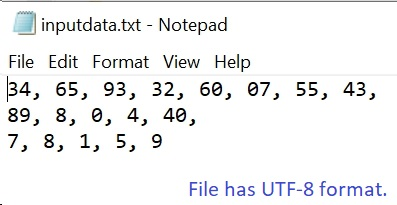 inputdata.txt - Notepad
File Edit Format View Help
34, 65, 93, 32, 60, 07, 55, 43,
89, 8, 0, 4, 40,
7, 8, 1, 5, 9
File has UTF-8 format.